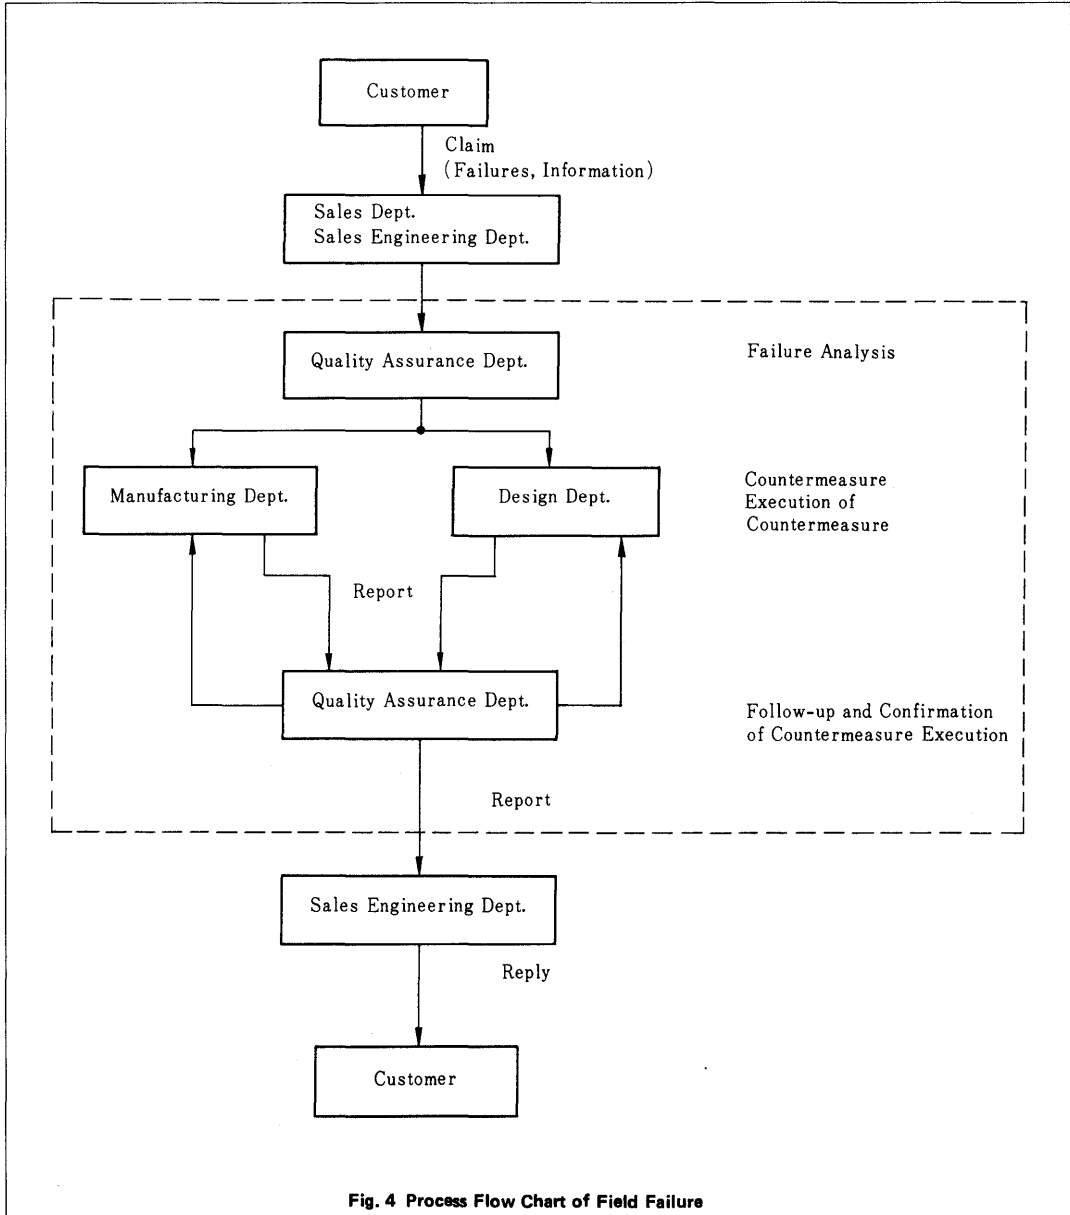 Customer
Claim
(Failures, Information)
Sales Dept.
Sales Engineering Dept.
Quality Assurance Dept.
Failure Analysis
Manufacturing Dept.
Design Dept.
Countermeasure
Execution of
Countermeasure
Report
Quality Assurance Dept.
Follow-up and Confirmation
of Countermeasure Execution
Report
Sales Engineering Dept.
Reply
Customer
Fig. 4 Process Flow Chart of Field Failure